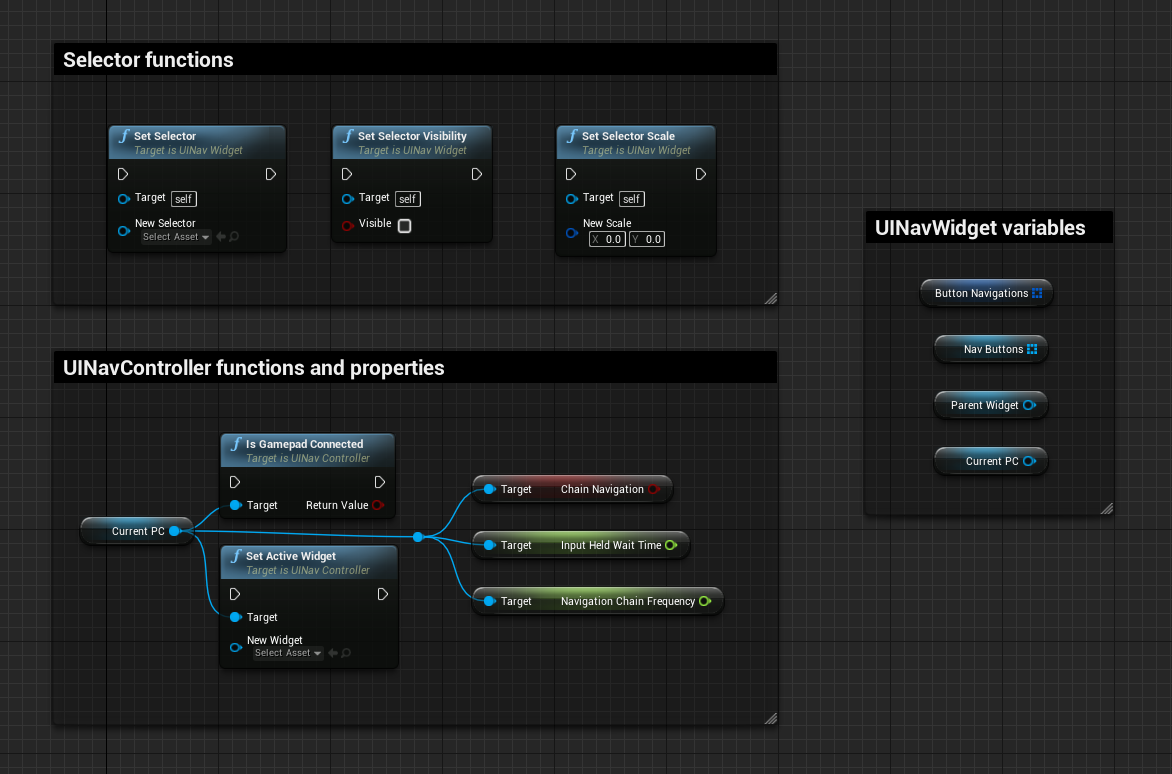 Selector functions
Set Selector
Target is UINav Widget
Target self
New Selector
Select Asset
Set Selector Visibility
Target is UINav Widget
Target self
Visible
Set Selector Scale
Target is UINav Widget
Target self
New Scale
X 0.0 Y 0.0
UINavWidget variables
Button Navigations
Nav Buttons
Parent Widget
Current PC
UINavController functions and properties
Current PC
Is Gamepad Connected
Target is UINav Controller
Target Return Value
Set Active Widget
Target is UINav Controller
Target
New Widget
Select Asset
Target Chain Navigation
Target Input Held Wait Time
Target Navigation Chain Frequency